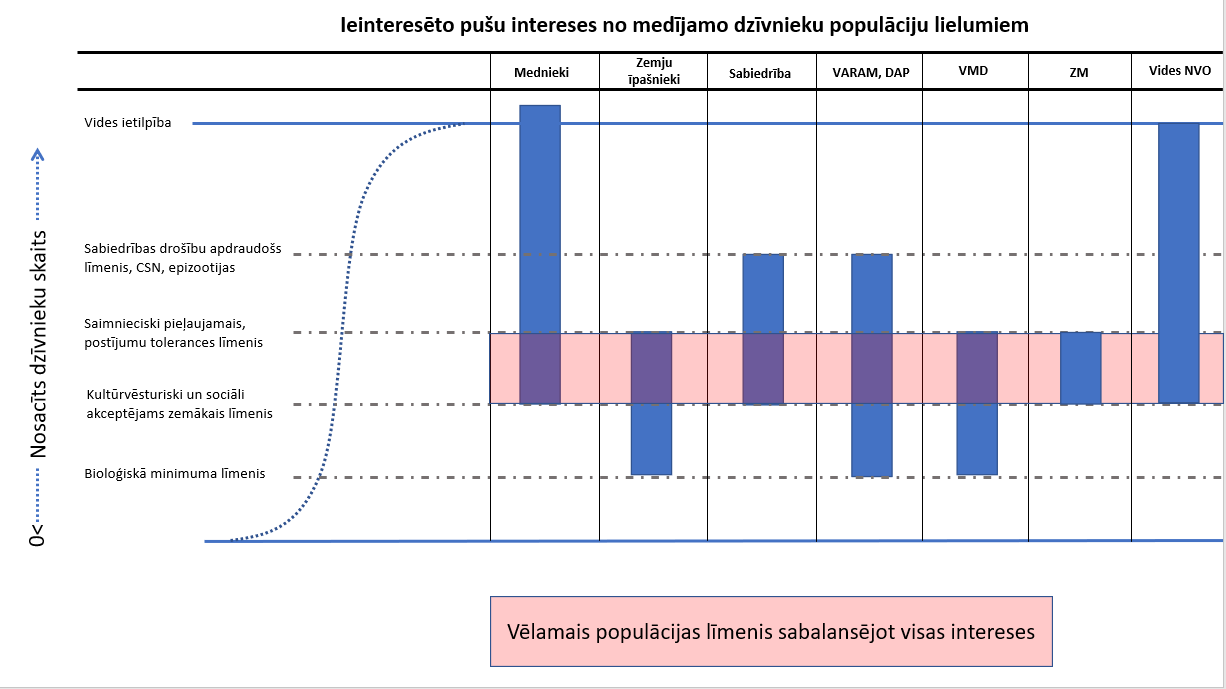 Ieinteresēto pušu intereses no medījamo dzīvnieku populāciju lielumiem
Mednieki
Zemju
īpašnieki
Sabiedrība
VARAM, DAP
VMD
ZM
Vides NVO
Vides ietilpība
Sabiedrības drošību apdraudošs
līmenis, CSN, epizootijas
Saimnieciski pieļaujamais,
postījumu tolerances līmenis
Kultūrvēsturiski un sociāli
akceptējams zemākais līmenis
Bioloģiskā minimuma līmenis
0< Nosacīts dzīvnieku skaits
Vēlamais populācijas līmenis sabalansējot visas intereses